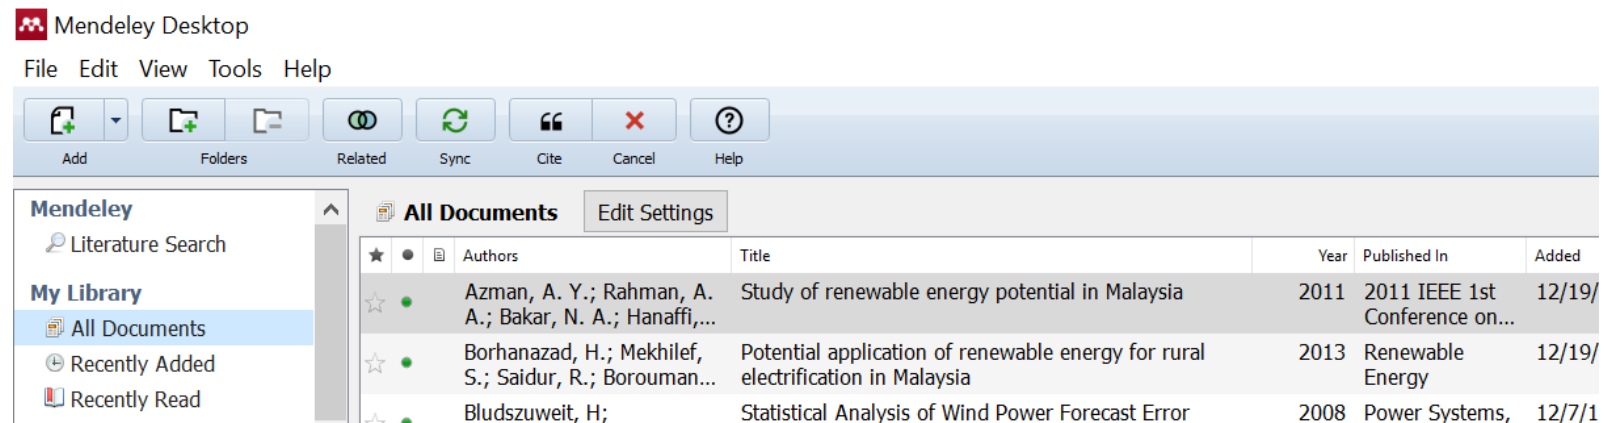 Mendeley Desktop
File Edit View Tools Help
Add Folders Related Sync Cite Cancel Help
Mendeley
Literature Search
My Library
All Documents
Recently Added
Recently Read
All Documents Edit Settings
Authors Title Year Published In Added
Azman, A. Y.; Rahman, A. Study of renewable energy potential in Malaysia 2011 2011 IEEE 1st 12/19/
A.; Bakar, N. A.; Hanaffi,... Conference on...
Borhanazad, H.; Mekhilef, Potential application of renewable energy for rural 2013 Renewable 12/19/
S.; Saidur, R.; Borouman... electrification in Malaysia Energy
Bludszuweit, H; Statistical Analysis of Wind Power Forecast Error 2008 Power Systems, 12/7/1